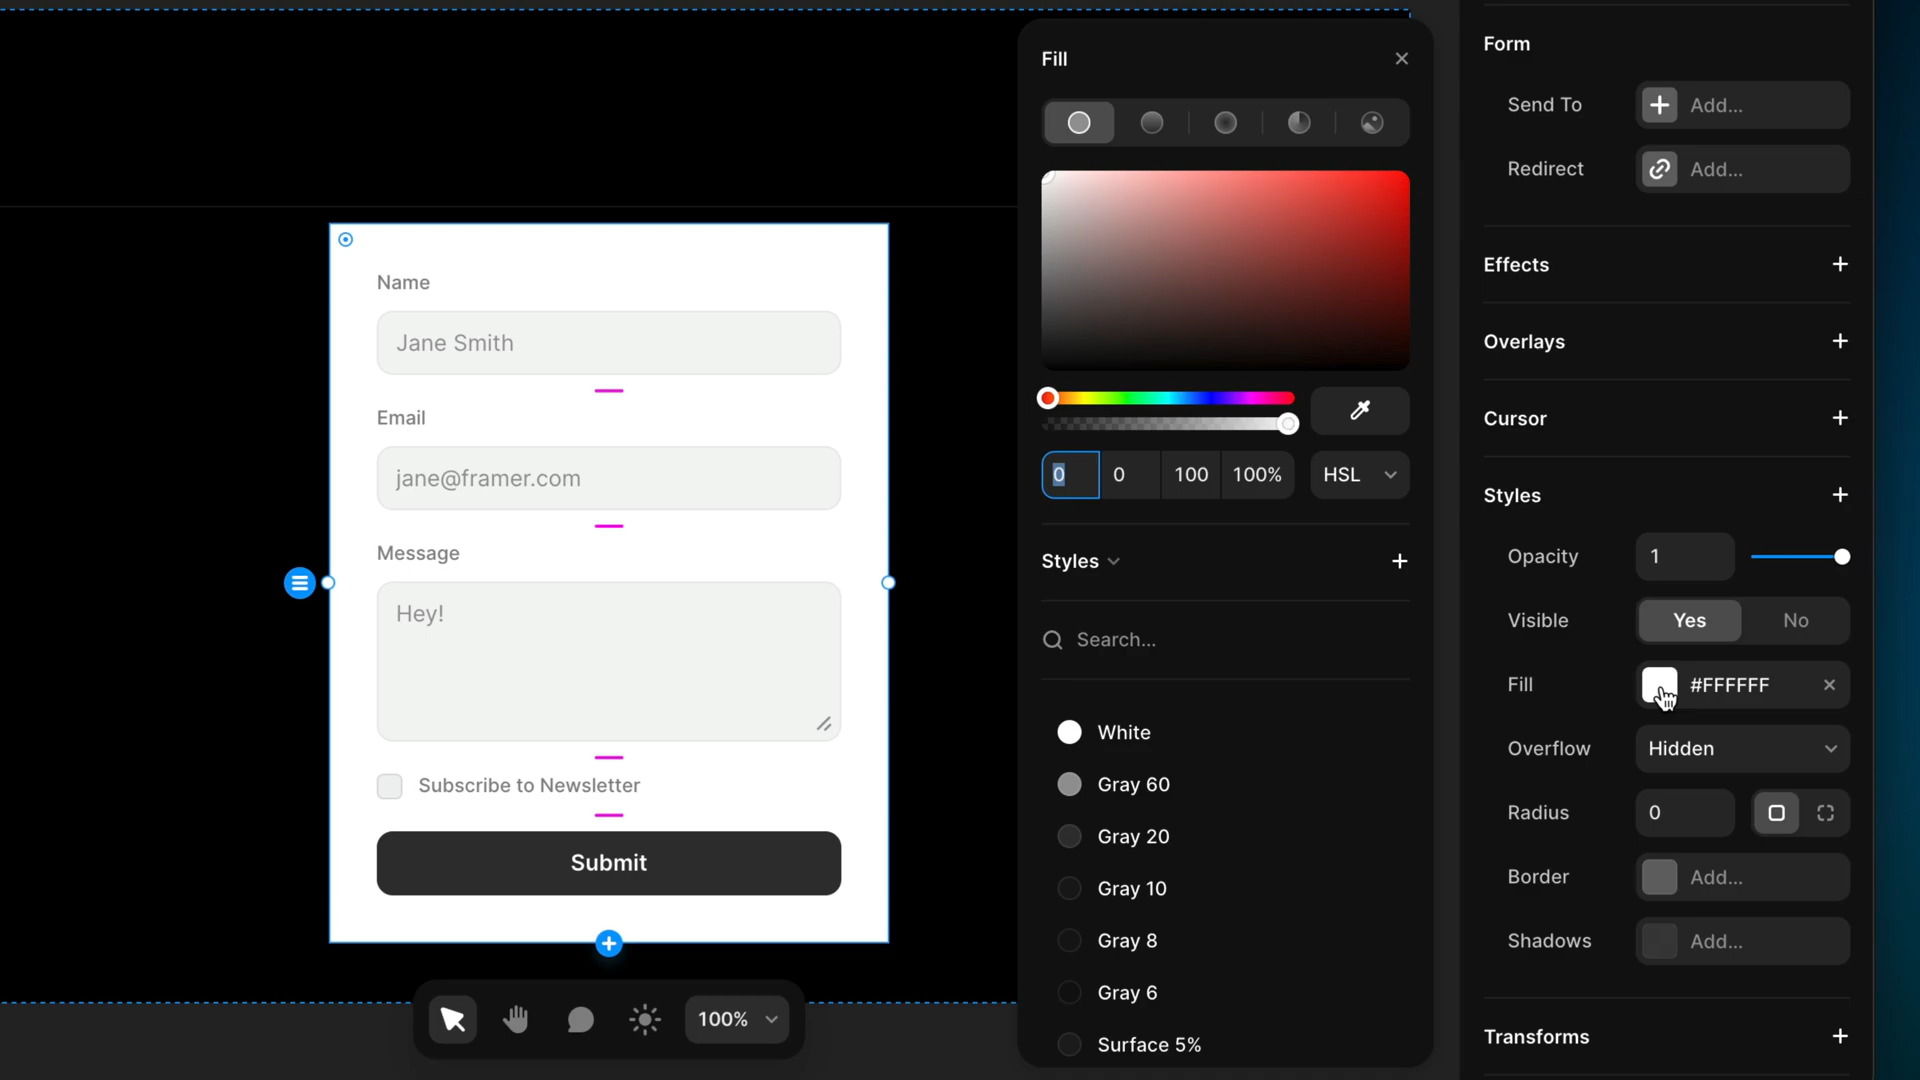 Name
Jane Smith
Email
jane@framer.com
Message
Hey!
Subscribe to Newsletter
Submit
100%
Fill
0 0 100 100% HSL
Styles
Search...
White
Gray 60
Gray 20
Gray 10
Gray 8
Gray 6
Surface 5%
Form
Send To Add...
Redirect Add...
Effects
Overlays
Cursor
Styles
Opacity 1
Visible Yes No
Fill #FFFFFF
Overflow Hidden
Radius 0
Border Add...
Shadows Add...
Transforms